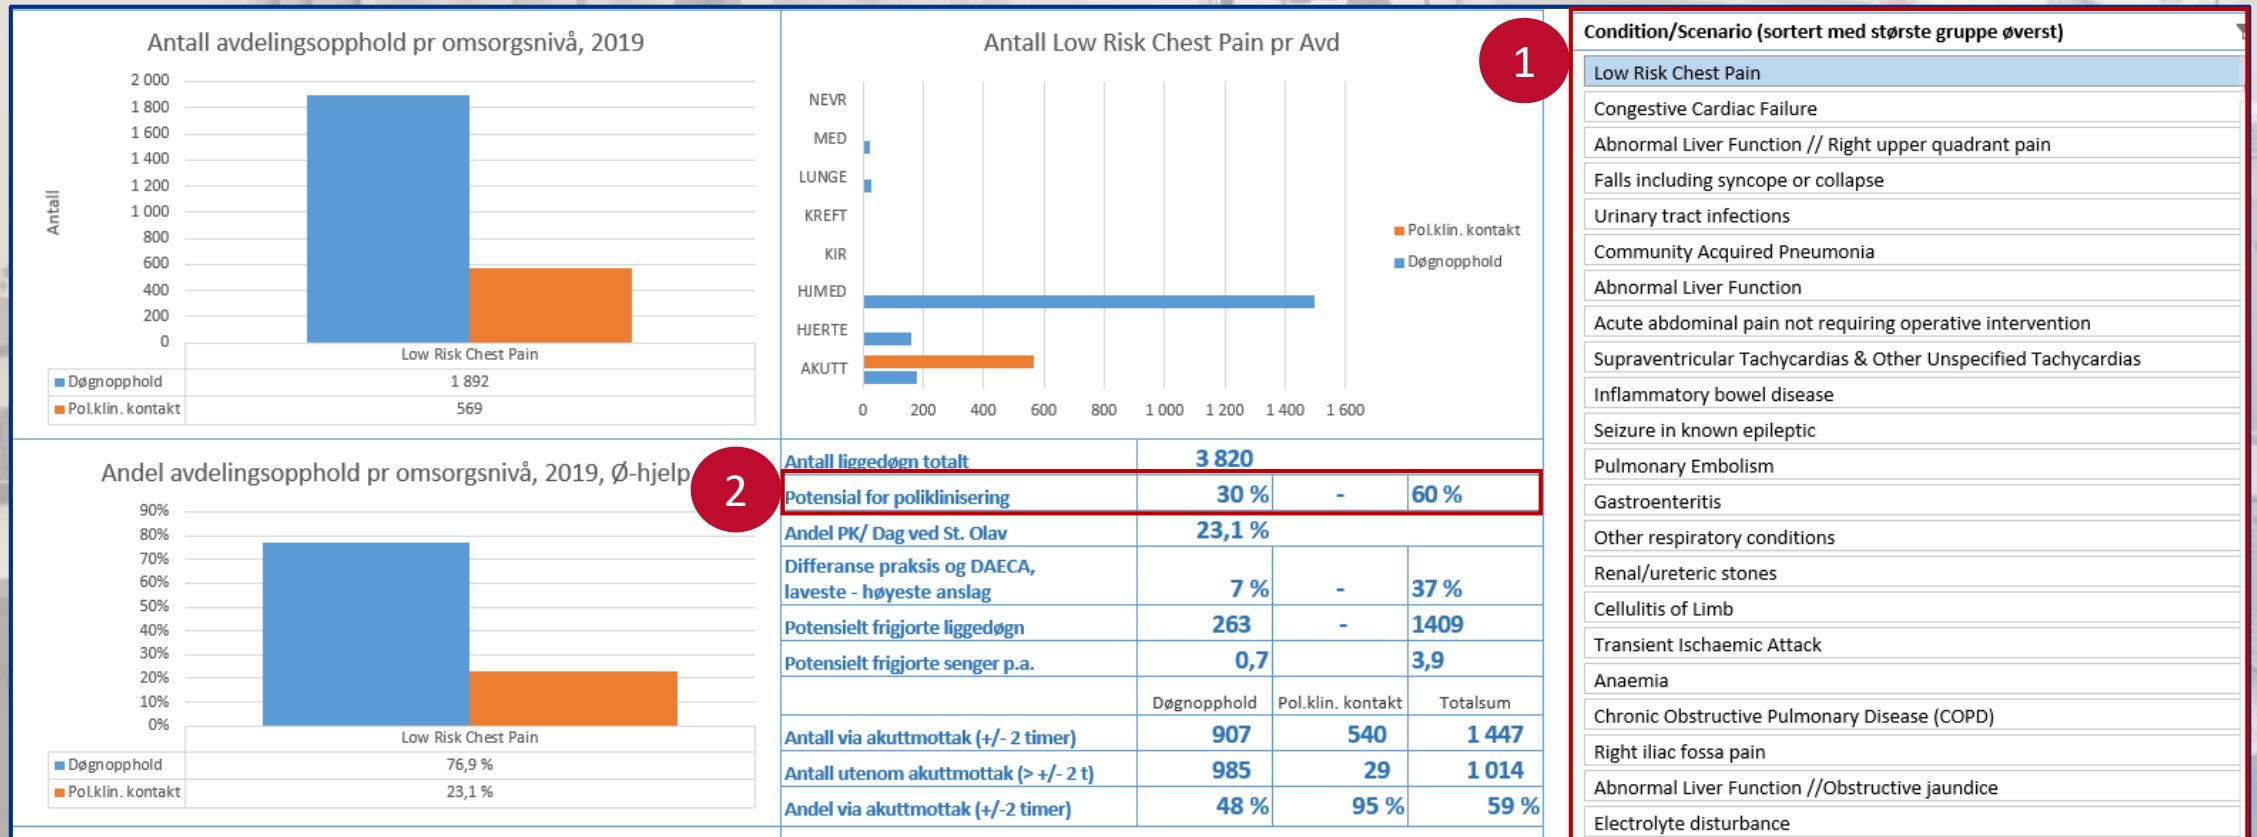 Antall avdelingsopphold pr omsorgsnivå, 2019
2 000
1 800
1 600
1 400
1 200
1 000
800
600
400
200
0
Antall
Low Risk Chest Pain
Døgnopphold 1 892
Pol.klin. kontakt 569
Antall Low Risk Chest Pain pr Avd
NEVR
MED
LUNGE
KREFT
KIR
HJMED
HJERTE
AKUTT
0 200 400 600 800 1 000 1 200 1 400 1 600
Pol.klin. kontakt
Døgnopphold
Andel avdelingsopphold pr omsorgsnivå, 2019, Ø-hjelp
90%
80%
70%
60%
50%
40%
30%
20%
10%
0%
Low Risk Chest Pain
Døgnopphold 76,9 %
Pol.klin. kontakt 23,1 %
2
Antall liggedøgn totalt 3 820
Potensial for poliklinisering 30 % - 60 %
Andel PK/ Dag ved St. Olav 23,1 %
Differanse praksis og DAECA,
laveste - høyeste anslag 7 % - 37 %
Potensielt frigjorte liggedøgn 263 - 1409
Potensielt frigjorte senger p.a. 0,7 3,9
Døgnopphold Pol.klin. kontakt Totalsum
Antall via akuttmottak (+/- 2 timer) 907 540 1 447
Antall utenom akuttmottak (> +/- 2 t) 985 29 1 014
Andel via akuttmottak (+/-2 timer) 48 % 95 % 59 %
1
Condition/Scenario (sortert med største gruppe øverst)
Low Risk Chest Pain
Congestive Cardiac Failure
Abnormal Liver Function // Right upper quadrant pain
Falls including syncope or collapse
Urinary tract infections
Community Acquired Pneumonia
Abnormal Liver Function
Acute abdominal pain not requiring operative intervention
Supraventricular Tachycardias & Other Unspecified Tachycardias
Inflammatory bowel disease
Seizure in known epileptic
Pulmonary Embolism
Gastroenteritis
Other respiratory conditions
Renal/ureteric stones
Cellulitis of Limb
Transient Ischaemic Attack
Anaemia
Chronic Obstructive Pulmonary Disease (COPD)
Right iliac fossa pain
Abnormal Liver Function //Obstructive jaundice
Electrolyte disturbance